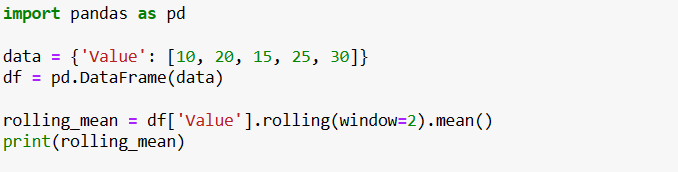 import pandas as pd
data = {'Value': [10, 20, 15, 25, 30]}
df = pd.DataFrame(data)
rolling_mean = df['Value'].rolling(window=2).mean()
print(rolling_mean)